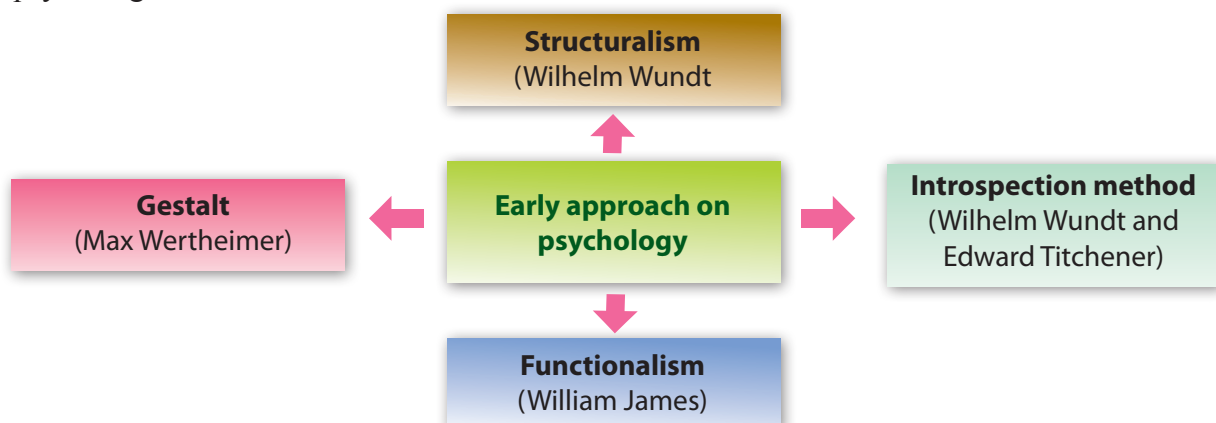 Structuralism
(Wilhelm Wundt
Gestalt
(Max Wertheimer)
Early approach on
psychology
Introspection method
(Wilhelm Wundt and
Edward Titchener)
Functionalism
(William James)